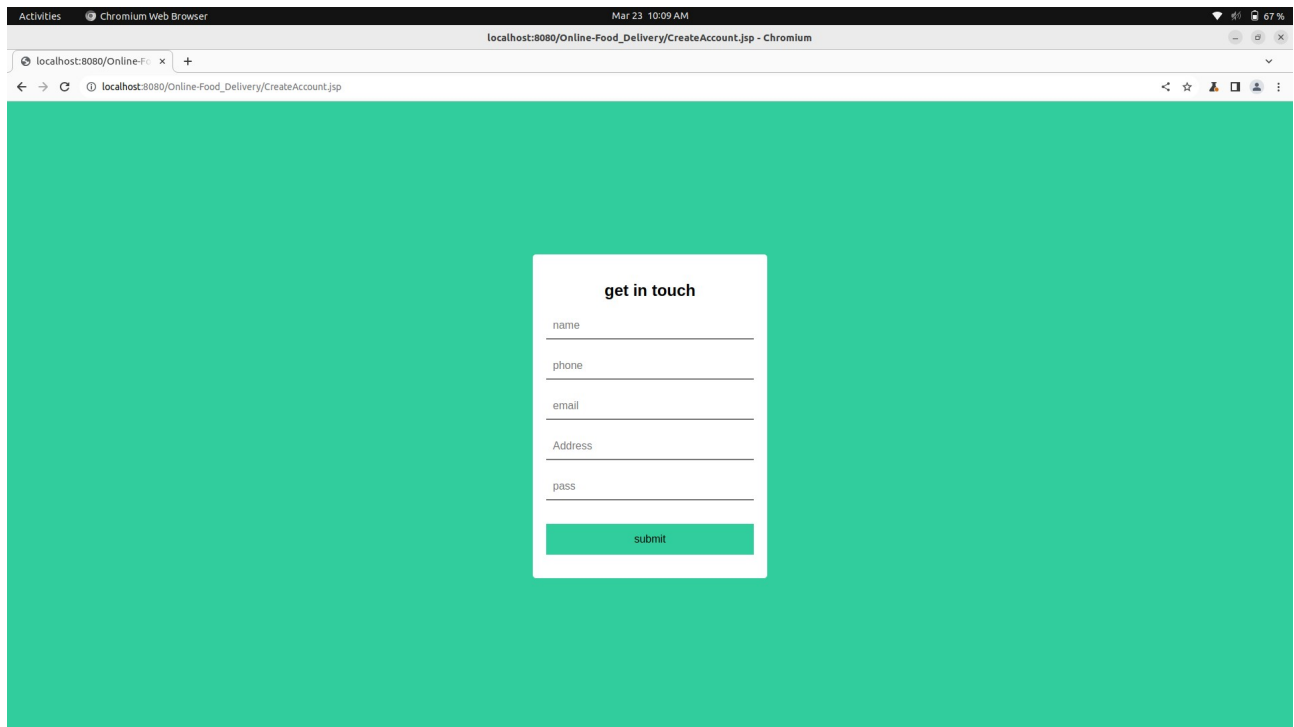 Activities Chromium Web Browser Mar 23 10:09 AM 67 %
localhost:8080/Online-Food_Delivery/CreateAccount.jsp - Chromium
localhost:8080/Online-Fo
localhost:8080/Online-Food_Delivery/CreateAccount.jsp
get in touch
name
phone
email
Address
pass
submit